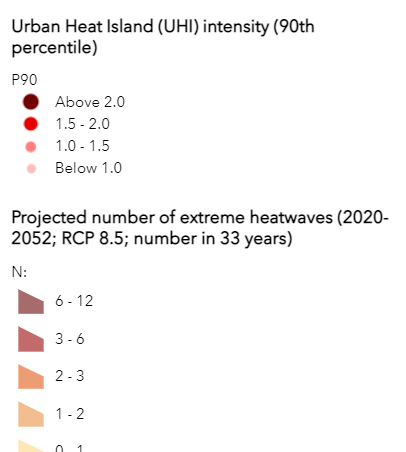 Urban Heat Island (UHI) intensity (90th
percentile)
P90
Above 2.0
1.5 - 2.0
1.0 - 1.5
Below 1.0
Projected number of extreme heatwaves (2020-
2052; RCP 8.5; number in 33 years)
N:
6 - 12
3 - 6
2 - 3
1 - 2
0 - 1